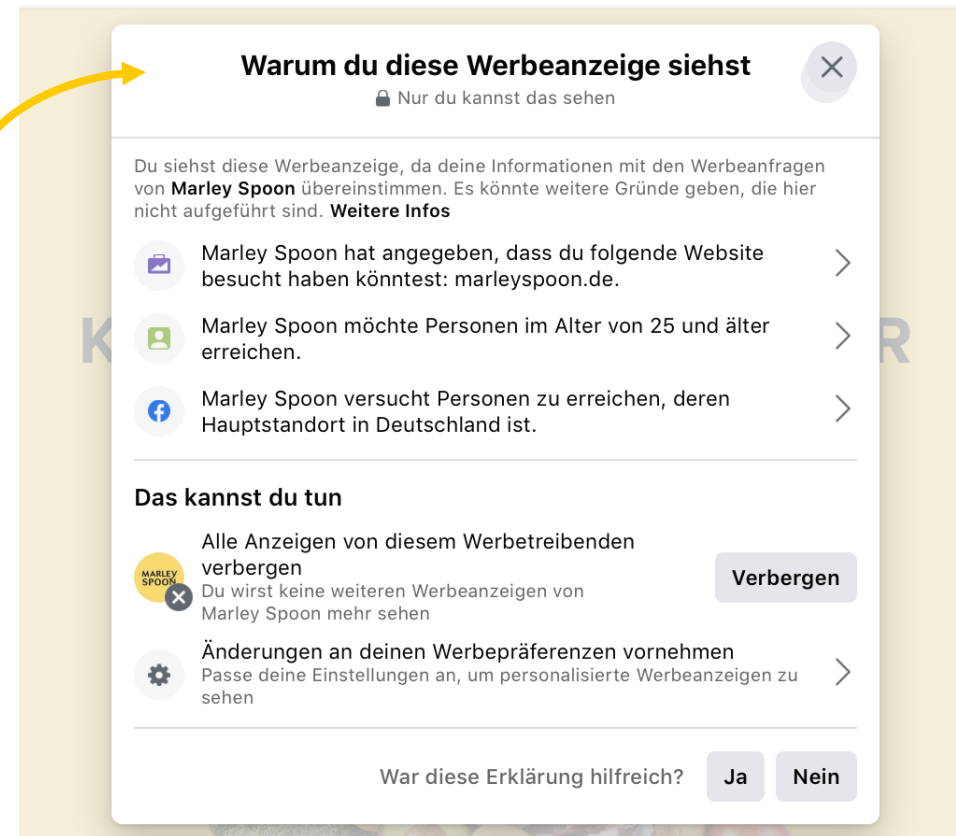 Warum du diese Werbeanzeige siehst
Nur du kannst das sehen
Du siehst diese Werbeanzeige, da deine Informationen mit den Werbeanfragen
von Marley Spoon übereinstimmen. Es könnte weitere Gründe geben, die hier
nicht aufgeführt sind. Weitere Infos
Marley Spoon hat angegeben, dass du folgende Website
besucht haben könntest: marleyspoon.de.
K
R
Marley Spoon möchte Personen im Alter von 25 und älter
erreichen.
Marley Spoon versucht Personen zu erreichen, deren
Hauptstandort in Deutschland ist.
Das kannst du tun
Alle Anzeigen von diesem Werbetreibenden
verbergen
MARLEY
SPOON
Du wirst keine weiteren Werbeanzeigen von
Marley Spoon mehr sehen
Verbergen
Änderungen an deinen Werbepräferenzen vornehmen
Passe deine Einstellungen an, um personalisierte Werbeanzeigen zu
sehen
War diese Erklärung hilfreich?
Ja
Nein